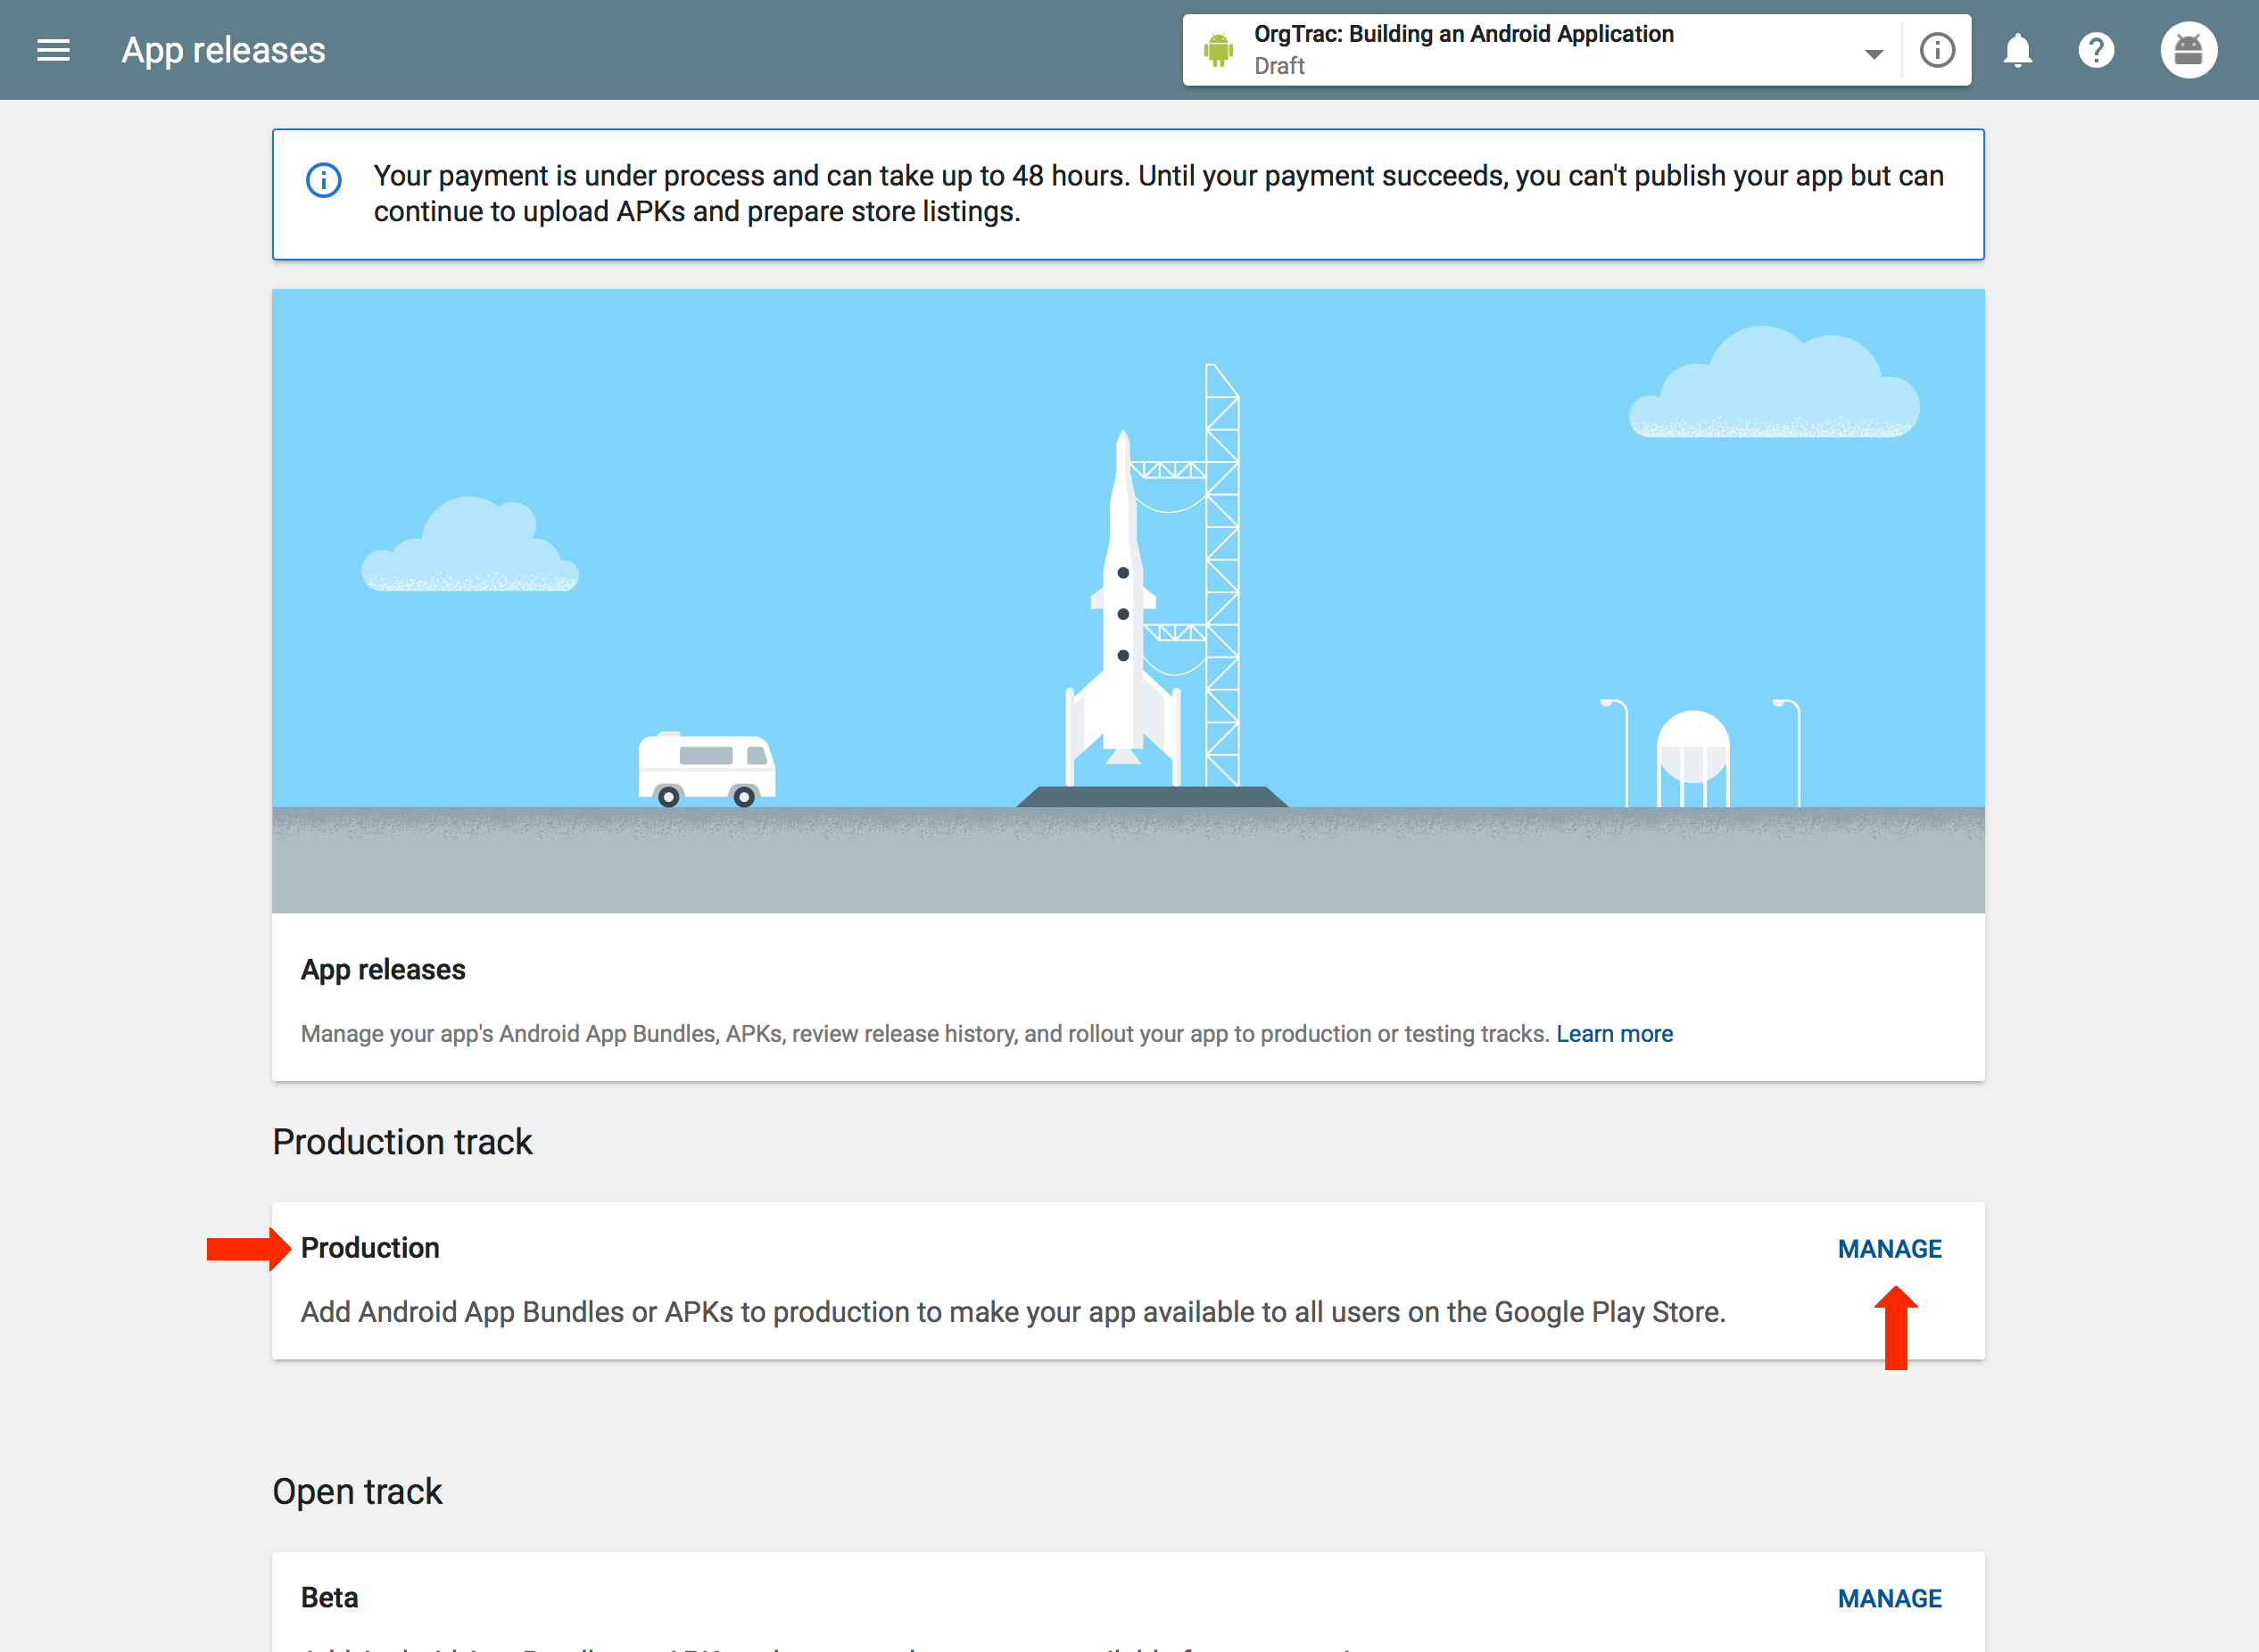 App releases
OrgTrac: Building an Android Application
Draft
Your payment is under process and can take up to 48 hours. Until your payment succeeds, you can't publish your app but can
continue to upload APKs and prepare store listings.
App releases
Manage your app's Android App Bundles, APKs, review release history, and rollout your app to production or testing tracks. Learn more
Production track
Production
MANAGE
Add Android App Bundles or APKs to production to make your app available to all users on the Google Play Store.
Open track
Beta
MANAGE